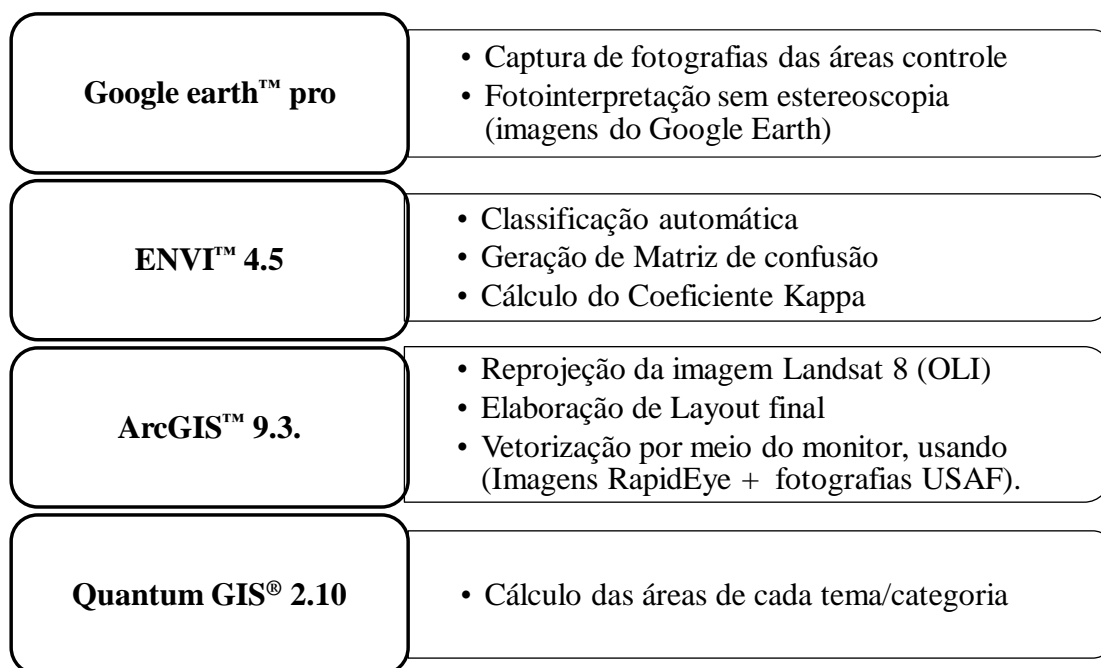 Google earth™ pro
• Captura de fotografias das áreas controle
• Fotointerpretação sem estereoscopia
(imagens do Google Earth)
ENVI™ 4.5
• Classificação automática
• Geração de Matriz de confusão
• Cálculo do Coeficiente Kappa
ArcGIS™ 9.3.
• Reprojeção da imagem Landsat 8 (OLI)
• Elaboração de Layout final
• Vetorização por meio do monitor, usando
(Imagens RapidEye + fotografias USAF).
Quantum GIS® 2.10
• Cálculo das áreas de cada tema/categoria